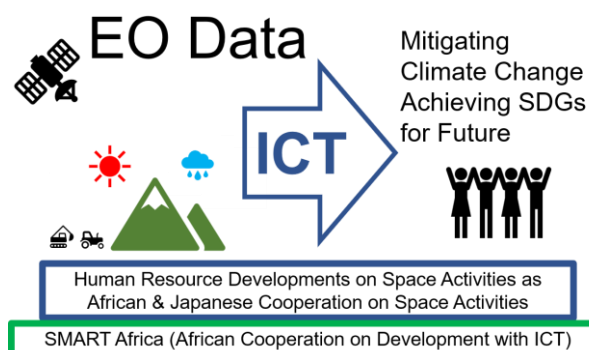 EO Data
Mitigating
Climate Change
Achieving SDGs
for Future
ICT
Human Resource Developments on Space Activities as
African & Japanese Cooperation on Space Activities
SMART Africa (African Cooperation on Development with ICT)